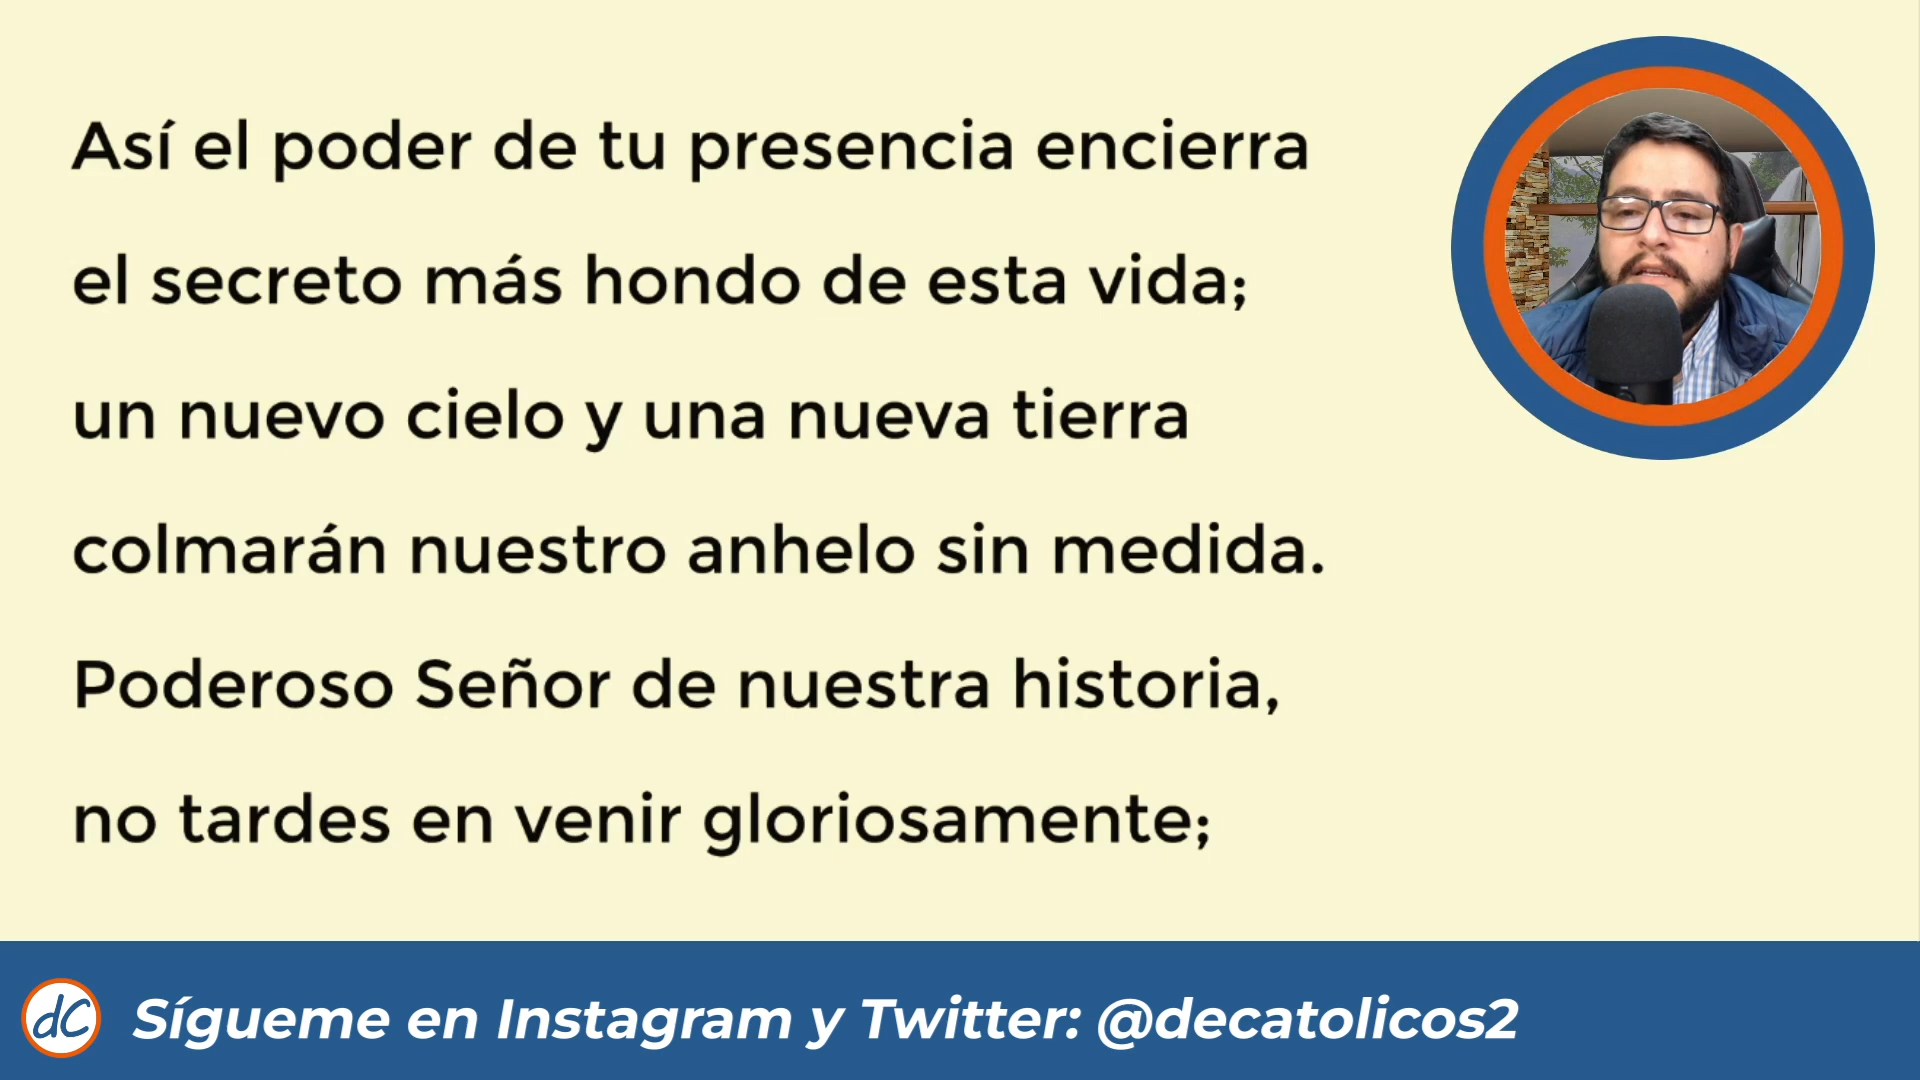 Así el poder de tu presencia encierra
el secreto más hondo de esta vida;
un nuevo cielo y una nueva tierra
colmarán nuestro anhelo sin medida.
Poderoso Señor de nuestra historia,
no tardes en venir gloriosamente;
dC Sígueme en Instagram y Twitter: @decatolicos2